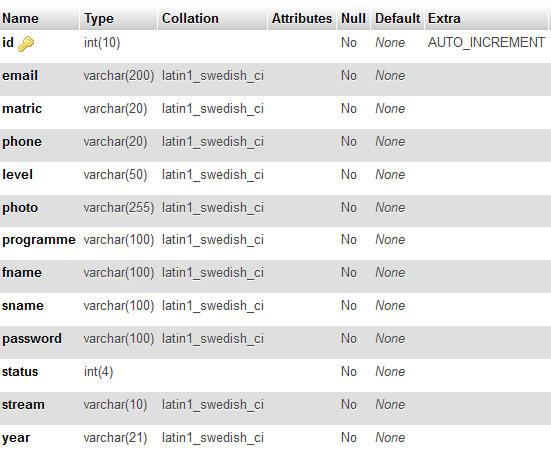 Name Type Collation Attributes Null Default Extra
id int(10) No None AUTO_INCREMENT
email varchar(200) latin1_swedish_ci No None
matric varchar(20) latin1_swedish_ci No None
phone varchar(20) latin1_swedish_ci No None
level varchar(50) latin1_swedish_ci No None
photo varchar(255) latin1_swedish_ci No None
programme varchar(100) latin1_swedish_ci No None
fname varchar(100) latin1_swedish_ci No None
sname varchar(100) latin1_swedish_ci No None
password varchar(100) latin1_swedish_ci No None
status int(4) No None
stream varchar(10) latin1_swedish_ci No None
year varchar(21) latin1_swedish_ci No None